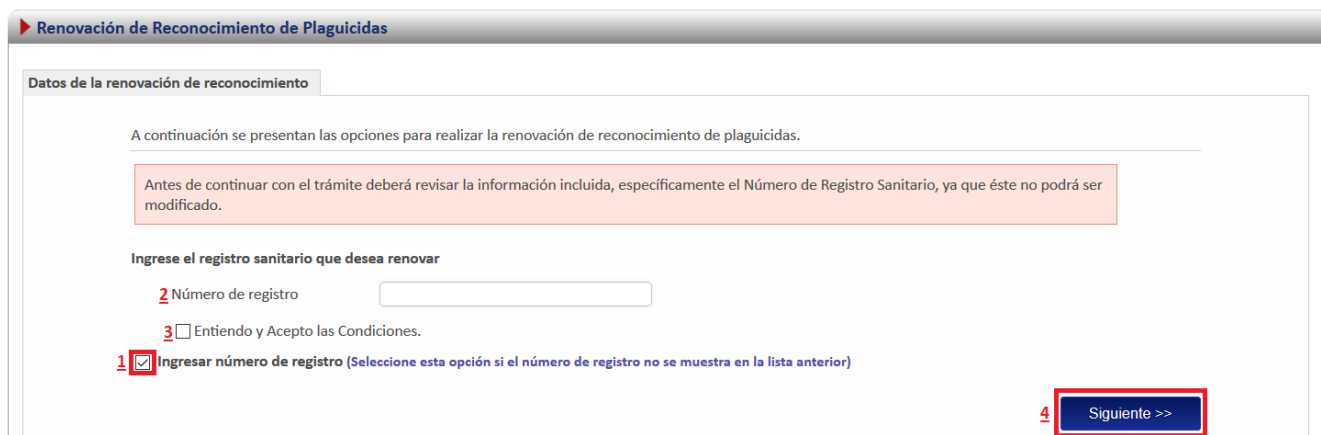 Renovación de Reconocimiento de Plaguicidas
Datos de la renovación de reconocimiento
A continuación se presentan las opciones para realizar la renovación de reconocimiento de plaguicidas.
Antes de continuar con el trámite deberá revisar la información incluida, específicamente el Número de Registro Sanitario, ya que éste no podrá ser
modificado.
Ingrese el registro sanitario que desea renovar
2 Número de registro
3 Entiendo y Acepto las Condiciones.
1 Ingresar número de registro (Seleccione esta opción si el número de registro no se muestra en la lista anterior)
4 Siguiente >>